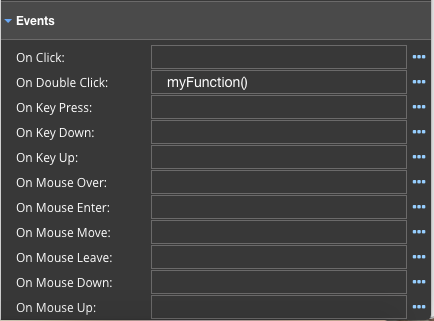 Events
On Click:
On Double Click: myFunction()
On Key Press:
On Key Down:
On Key Up:
On Mouse Over:
On Mouse Enter:
On Mouse Move:
On Mouse Leave:
On Mouse Down:
On Mouse Up: